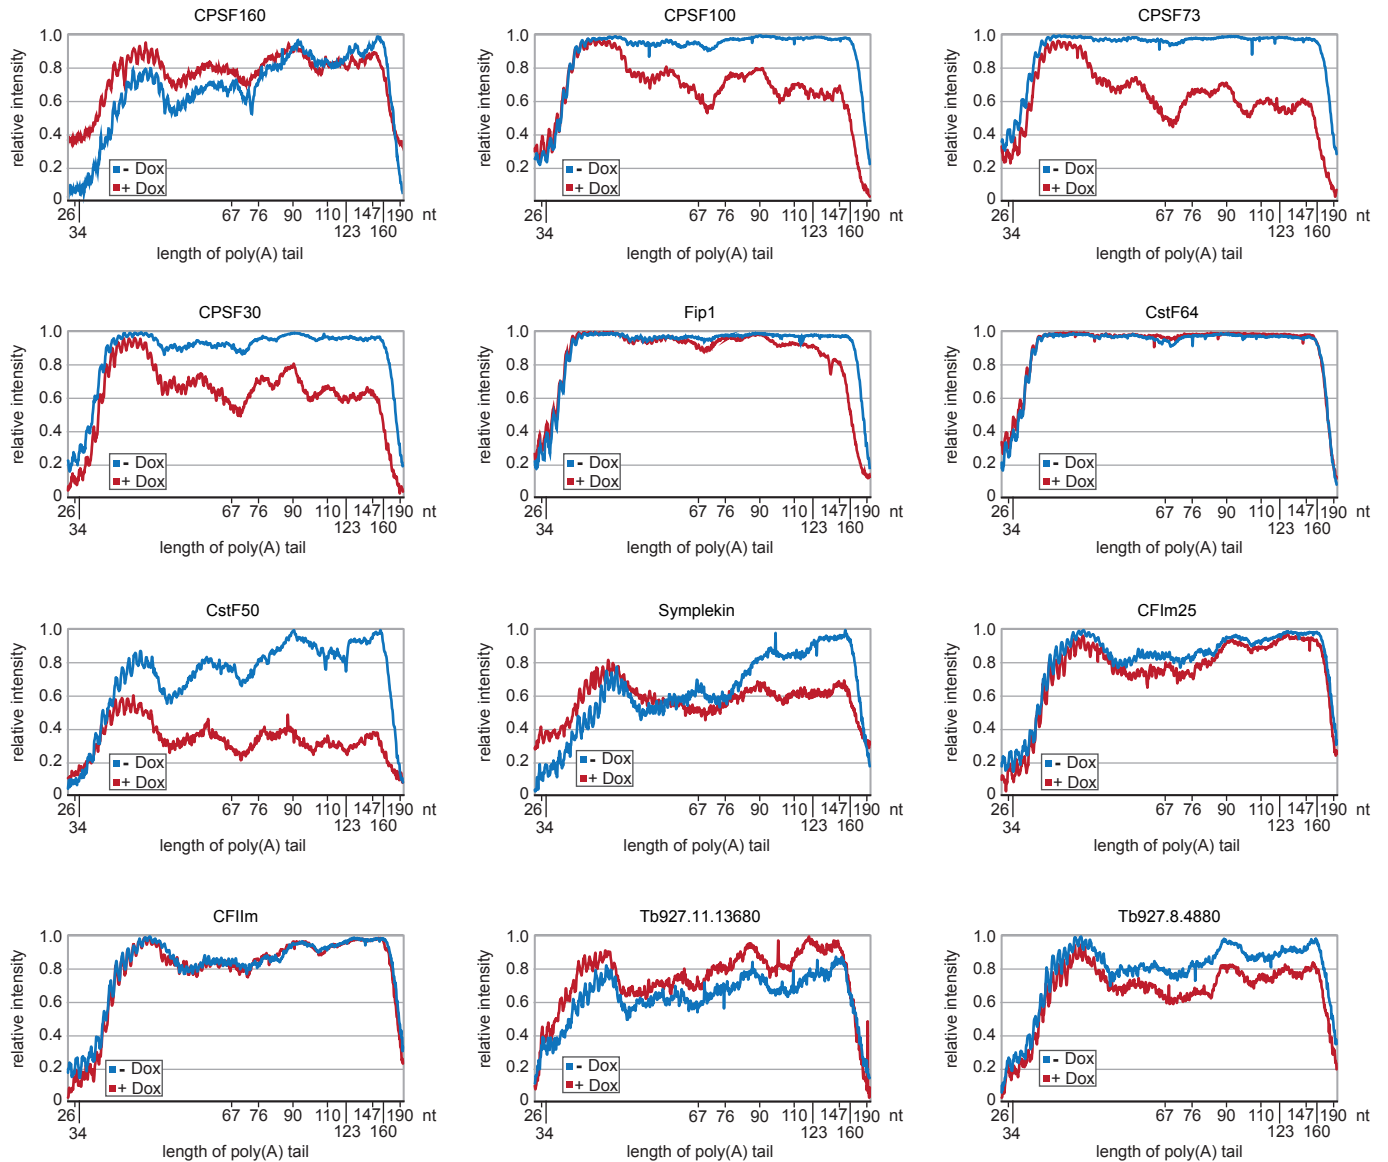 CPSF160
relative intensity
1.0
0.8
0.6
0.4
0.2
0
- Dox
+ Dox
26 67 76 90 110 147 190 nt
34 123 160
length of poly(A) tail
CPSF100
relative intensity
1.0
0.8
0.6
0.4
0.2
- Dox
+ Dox
26 67 76 90 110 147 190 nt
34 123 160
length of poly(A) tail
CPSF73
relative intensity
1.0
0.8
0.6
0.4
0.2
0
- Dox
+ Dox
26 67 76 90 110 147 190 nt
34 123 160
length of poly(A) tail
CPSF30
relative intensity
1.0
0.8
0.6
0.4
0.2
0
- Dox
+ Dox
26 67 76 90 110 147 190 nt
34 123 160
length of poly(A) tail
Fip1
relative intensity
1.0
0.8
0.6
0.4
0.2
0
- Dox
+ Dox
26 67 76 90 110 147 190 nt
34 123 160
length of poly(A) tail
CstF64
relative intensity
1.0
0.8
0.6
0.4
0.2
0
- Dox
+ Dox
26 67 76 90 110 147 190 nt
34 123 160
length of poly(A) tail
CstF50
relative intensity
1.0
0.8
0.6
0.4
0.2
0
- Dox
+ Dox
26 67 76 90 110 147 190 nt
34 123 160
length of poly(A) tail
Symplekin
relative intensity
1.0
0.8
0.6
0.4
0.2
0
- Dox
+ Dox
26 67 76 90 110 147 190 nt
34 123 160
length of poly(A) tail
CFIm25
relative intensity
1.0
0.8
0.6
0.4
0.2
0
- Dox
+ Dox
26 67 76 90 110 147 190 nt
34 123 160
length of poly(A) tail
CFIIm
relative intensity
1.0
0.8
0.6
0.4
0.2
0
- Dox
+ Dox
26 67 76 90 110 147 190 nt
34 123 160
length of poly(A) tail
Tb927.11.13680
relative intensity
1.0
0.8
0.6
0.4
0.2
0
- Dox
+ Dox
26 67 76 90 110 147 190 nt
34 123 160
length of poly(A) tail
Tb927.8.4880
relative intensity
1.0
0.8
0.6
0.4
0.2
0
- Dox
+ Dox
26 67 76 90 110 147 190 nt
34 123 160
length of poly(A) tail